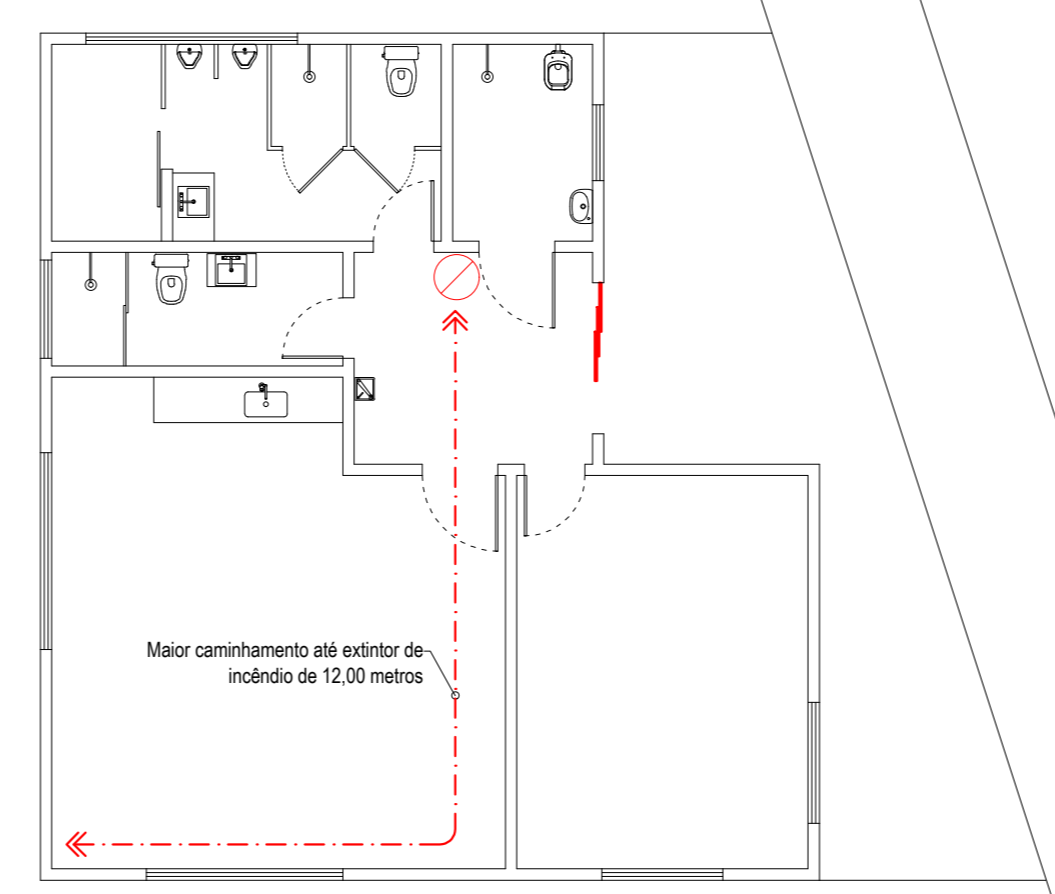 Maior caminhamento até extintor de
incêndio de 12,00 metros